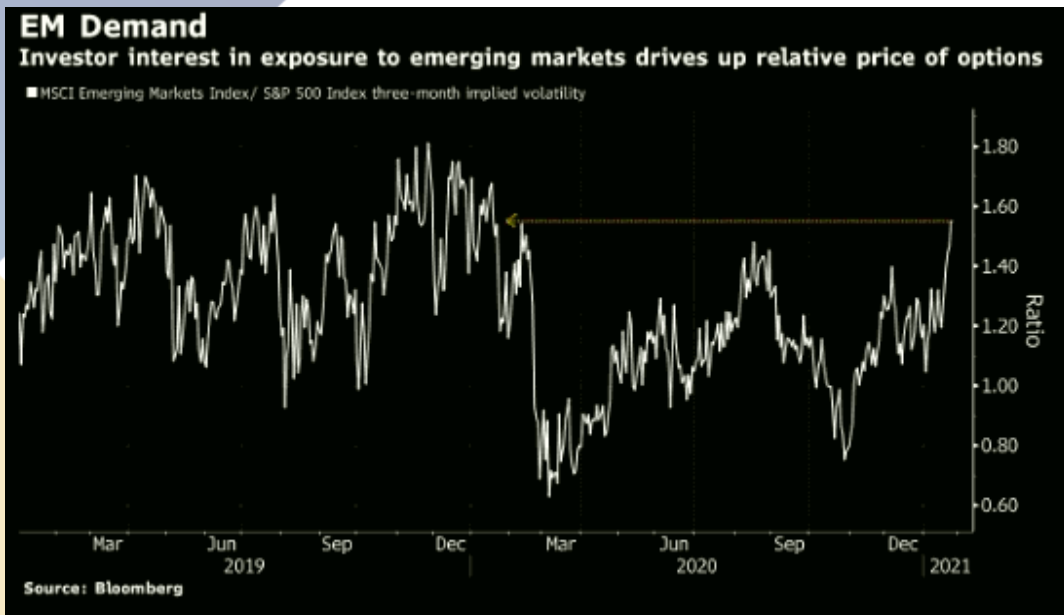 EM Demand
Investor interest in exposure to emerging markets drives up relative price of options
MSCI Emerging Markets Index/ S&P 500 Index three-month implied volatility
1.80
1.60
1.40
1.20
1.00
0.80
0.60
Ratio
Mar Jun Sep Dec Mar Jun Sep Dec
2019 2020 2021
Source: Bloomberg